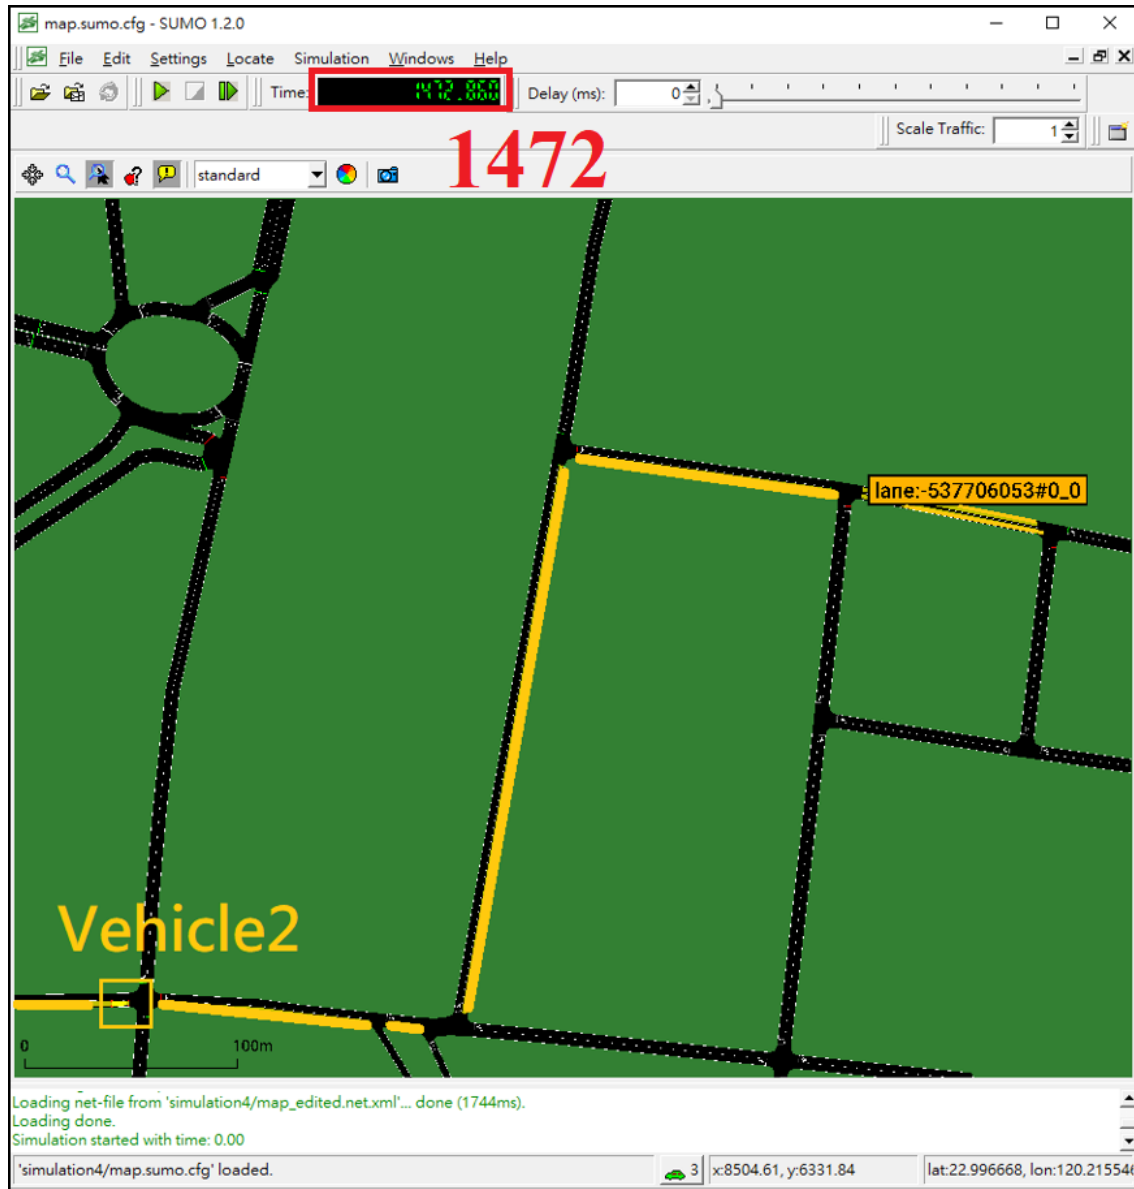 map.sumo.cfg - SUMO 1.2.0
File Edit Settings Locate Simulation Windows Help
Time: 1472.860 Delay (ms): 0
Scale Traffic: 1
1472
standard
lane:-537706053#0_0
Vehicle2
0 100m
Loading net-file from 'simulation4/map_edited.net.xml'... done (1744ms).
Loading done.
Simulation started with time: 0.00
'simulation4/map.sumo.cfg' loaded. 3 x:8504.61, y:6331.84 lat:22.996668, lon:120.215546